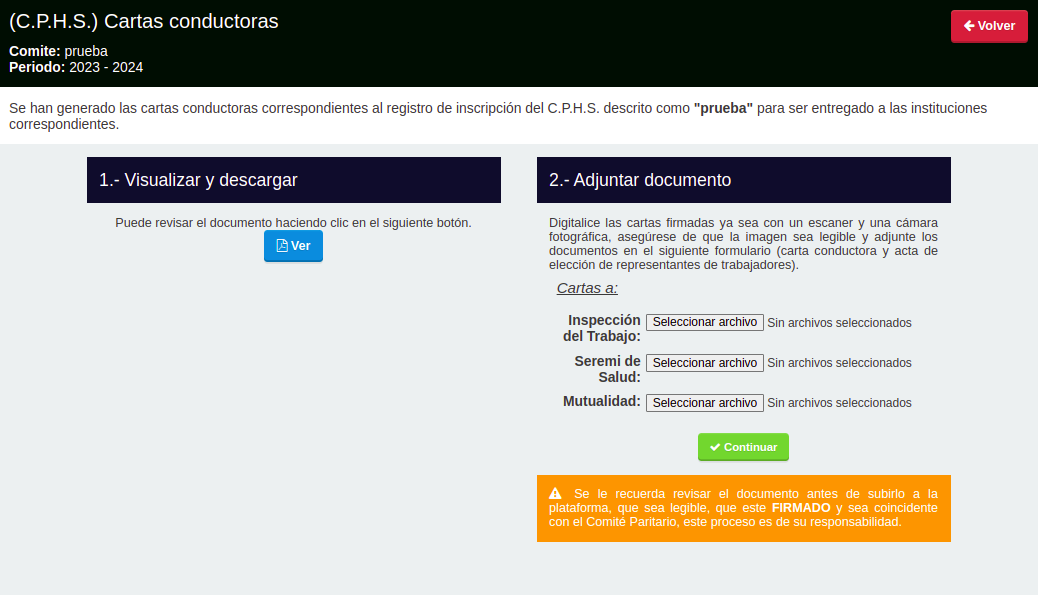 (C.P.H.S.) Cartas conductoras
Volver
Comite: prueba
Periodo: 2023 - 2024
Se han generado las cartas conductoras correspondientes al registro de inscripción del C.P.H.S. descrito como "prueba" para ser entregado a las instituciones
correspondientes.
1.- Visualizar y descargar
Puede revisar el documento haciendo clic en el siguiente botón.
Ver
2.- Adjuntar documento
Digitalice las cartas firmadas ya sea con un escaner y una cámara
fotográfica, asegúrese de que la imagen sea legible y adjunte los
documentos en el siguiente formulario (carta conductora y acta de
elección de representantes de trabajadores).
Cartas a:
Inspección
del Trabajo:
Seleccionar archivo Sin archivos seleccionados
Seremi de
Salud:
Seleccionar archivo Sin archivos seleccionados
Mutualidad: Seleccionar archivo Sin archivos seleccionados
Continuar
Se le recuerda revisar el documento antes de subirlo a la
plataforma, que sea legible, que este FIRMADO y sea coincidente
con el Comité Paritario, este proceso es de su responsabilidad.